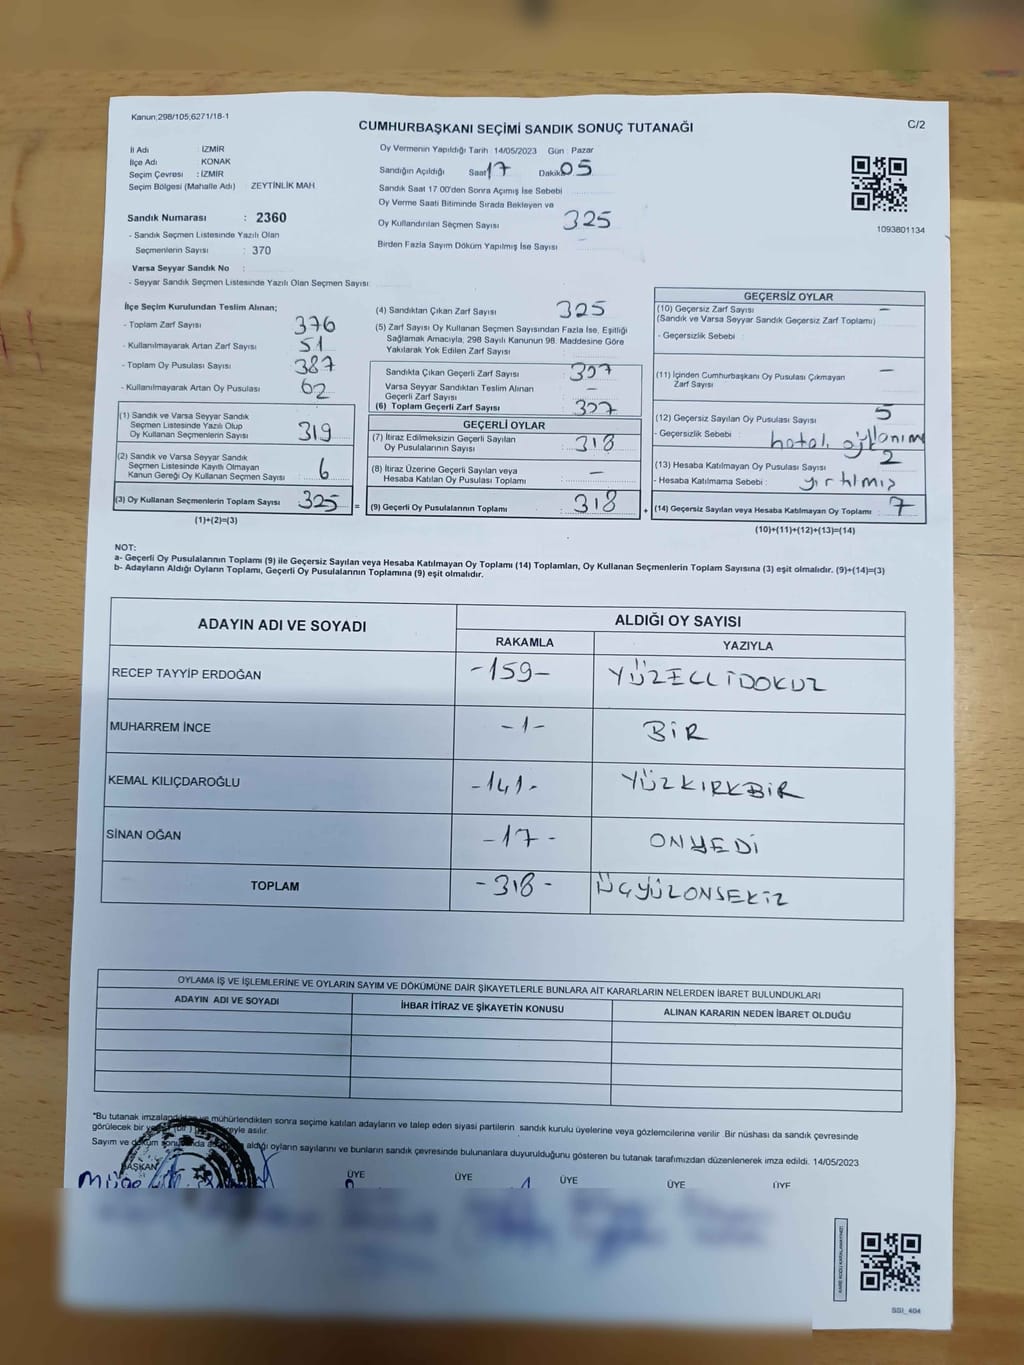 Kanun;298/105;6271/18-1
C/2
CUMHURBAŞKANI SEÇİMİ SANDIK SONUÇ TUTANAĞI
İl Adı : İZMİR
İlçe Adı : KONAK
Seçim Çevresi : İZMİR
Seçim Bölgesi (Mahalle Adı) : ZEYTİNLİK MAH.
Sandık Numarası : 2360
- Sandık Seçmen Listesinde Yazılı Olan
Seçmenlerin Sayısı : 370
Varsa Seyyar Sandık No :
- Seyyar Sandık Seçmen Listesinde Yazılı Olan Seçmen Sayısı:
Oy Vermenin Yapıldığı Tarih :14/05/2023 Gün : Pazar
Sandığın Açıldığı Saat 17 Dakika 05
Sandık Saat 17:00'den Sonra Açımış İse Sebebi
Oy Verme Saati Bitiminde Sırada Bekleyen ve
Oy Kullandırılan Seçmen Sayısı 325
Birden Fazla Sayım Döküm Yapılmış İse Sayısı -
1093801134
İlçe Seçim Kurulundan Teslim Alınan;
- Toplam Zarf Sayısı 376
- Kullanılmayarak Artan Zarf Sayısı 51
- Toplam Oy Pusulası Sayısı 387
- Kullanılmayarak Artan Oy Pusulası 62
(1) Sandık ve Varsa Seyyar Sandık
Seçmen Listesinde Yazılı Olup
Oy Kullanan Seçmenlerin Sayısı 319
(2) Sandık ve Varsa Seyyar Sandık
Seçmen Listesinde Kayıtlı Olmayan
Kanun Gereği Oy Kullanan Seçmen Sayısı 6
(3) Oy Kullanan Seçmenlerin Toplam Sayısı 325 =
(1)+(2)=(3)
(4) Sandıktan Çıkan Zarf Sayısı 325
(5) Zarf Sayısı Oy Kullanan Seçmen Sayısından Fazla İse, Eşitliği
Sağlamak Amacıyla, 298 Sayılı Kanunun 98. Maddesine Göre
Yakılarak Yok Edilen Zarf Sayısı
Sandıkta Çıkan Geçerli Zarf Sayısı
Varsa Seyyar Sandıktan Teslim Alınan
Geçerli Zarf Sayısı -
(6) Toplam Geçerli Zarf Sayısı
GEÇERLİ OYLAR
(7) İtiraz Edilmeksizin Geçerli Sayılan
Oy Pusulalarının Sayısı 318
(8) İtiraz Üzerine Geçerli Sayılan veya
Hesaba Katılan Oy Pusulası Toplamı -
(9) Geçerli Oy Pusulalarının Toplamı 318 +
GEÇERSİZ OYLAR
(10) Geçersiz Zarf Sayısı -
(Sandık ve Varsa Seyyar Sandık Geçersiz Zarf Toplamı)
- Geçersizlik Sebebi
(11) İçinden Cumhurbaşkanı Oy Pusulası Çıkmayan
Zarf Sayısı -
(12) Geçersiz Sayılan Oy Pusulası Sayısı 5
- Geçersizlik Sebebi : hatalı
(13) Hesaba Katılmayan Oy Pusulası Sayısı 2
- Hesaba Katılmama Sebebi : yırtılmış
(14) Geçersiz Sayılan veya Hesaba Katılmayan Oy Toplamı 7
(10)+(11)+(12)+(13)=(14)
NOT:
a- Geçerli Oy Pusulalarının Toplamı (9) ile Geçersiz Sayılan veya Hesaba Katılmayan Oy Toplamı (14) Toplamları, Oy Kullanan Seçmenlerin Toplam Sayısına (3) eşit olmalıdır. (9)+(14)=(3)
b- Adayların Aldığı Oyların Toplamı, Geçerli Oy Pusulalarının Toplamına (9) eşit olmalıdır.
ADAYIN ADI VE SOYADI
ALDIĞI OY SAYISI
RAKAMLA YAZIYLA
RECEP TAYYİP ERDOĞAN -159- YÜZELLİDOKUZ
MUHARREM İNCE -1- BİR
KEMAL KILIÇDAROĞLU -141- YÜZKIRKBİR
SİNAN OĞAN -17- ONYEDİ
TOPLAM -318- ÜÇYÜZONSEKİZ
OYLAMA İŞ VE İŞLEMLERİNE VE OYLARIN SAYIM VE DÖKÜMÜNE DAİR ŞİKAYETLERLE BUNLARA AİT KARARLARIN NELERDEN İBARET BULUNDUKLARI
ADAYIN ADI VE SOYADI İHBAR İTİRAZ VE ŞİKAYETİN KONUSU ALINAN KARARIN NEDEN İBARET OLDUĞU
"Bu tutanak imzalandıktan ve mühürlendikten sonra seçime katılan adayların ve talep eden siyasi partilerin sandık kurulu üyelerine veya gözlemcilerine verilir. Bir nüshası da sandık çevresinde
görülecek bir asılır.
Sayım ve döküm aldığı oyların sayılarını ve bunların sandık çevresinde bulunanlara duyurulduğunu gösteren bu tutanak tarafımızdan düzenlenerek imza edildi. 14/05/2023
BAŞKAN ÜYE ÜYE ÜYE ÜYE ÜYE
Müge
SSI_404